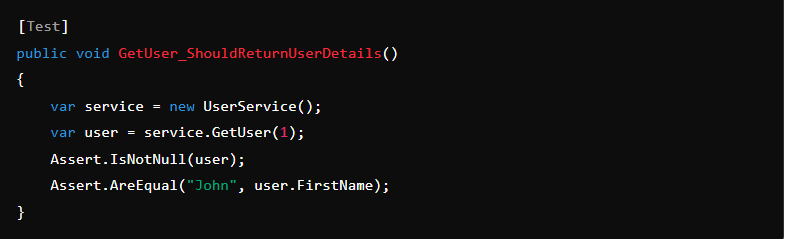 [Test]
public void GetUser_ShouldReturnUserDetails()
{
    var service = new UserService();
    var user = service.GetUser(1);
    Assert.IsNotNull(user);
    Assert.AreEqual("John", user.FirstName);
}